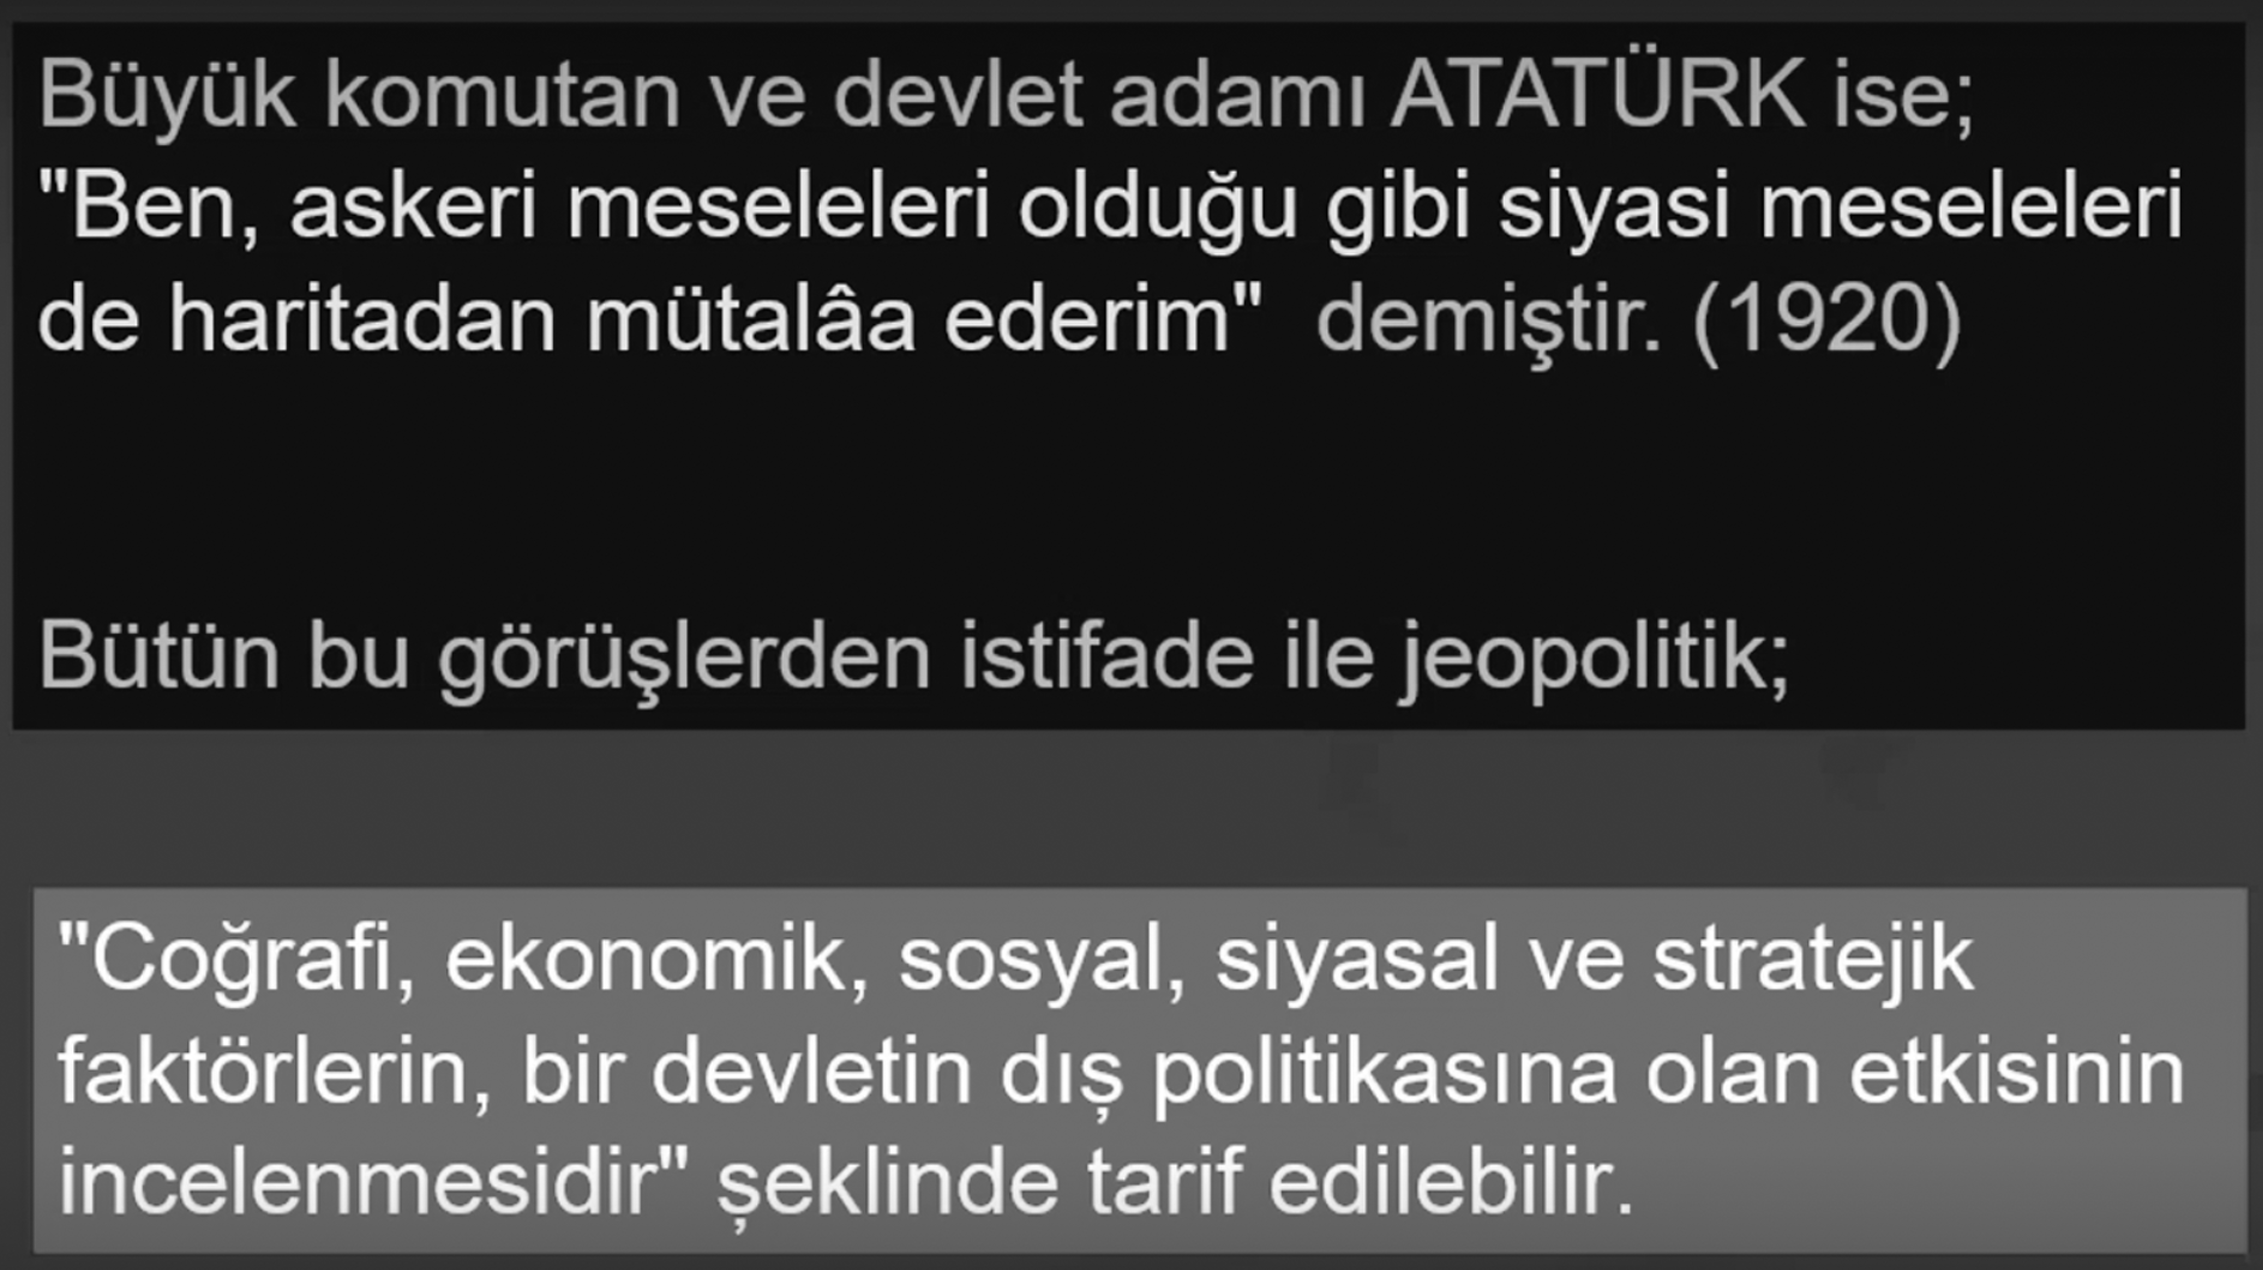 Büyük komutan ve devlet adamı ATATÜRK ise;
"Ben, askeri meseleleri olduğu gibi siyasi meseleleri
de haritadan mütalâa ederim" demiştir. (1920)
Bütün bu görüşlerden istifade ile jeopolitik;
"Coğrafi, ekonomik, sosyal, siyasal ve stratejik
faktörlerin, bir devletin dış politikasına olan etkisinin
incelenmesidir" şeklinde tarif edilebilir.